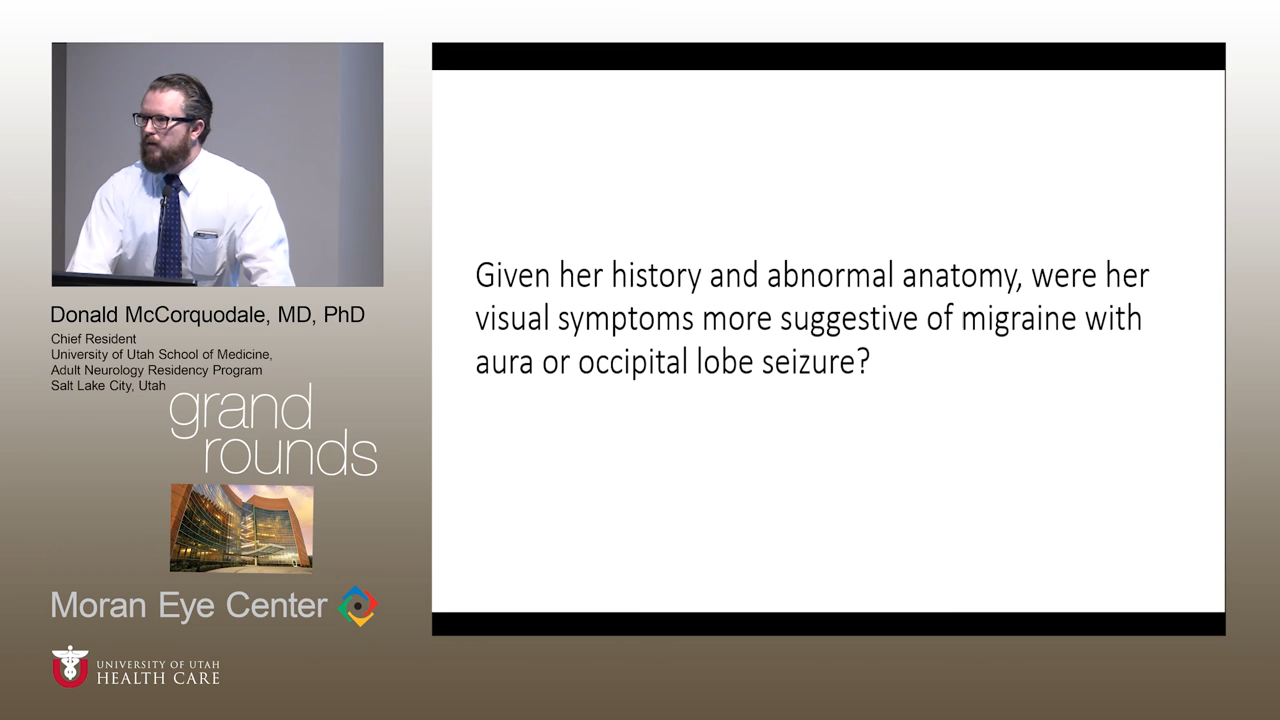 Donald McCorquodale, MD, PhD
Chief Resident
University of Utah School of Medicine,
Adult Neurology Residency Program
Salt Lake City, Utah
grand
rounds
Moran Eye Center
UNIVERSITY OF UTAH
HEALTH CARE
Given her history and abnormal anatomy, were her
visual symptoms more suggestive of migraine with
aura or occipital lobe seizure?